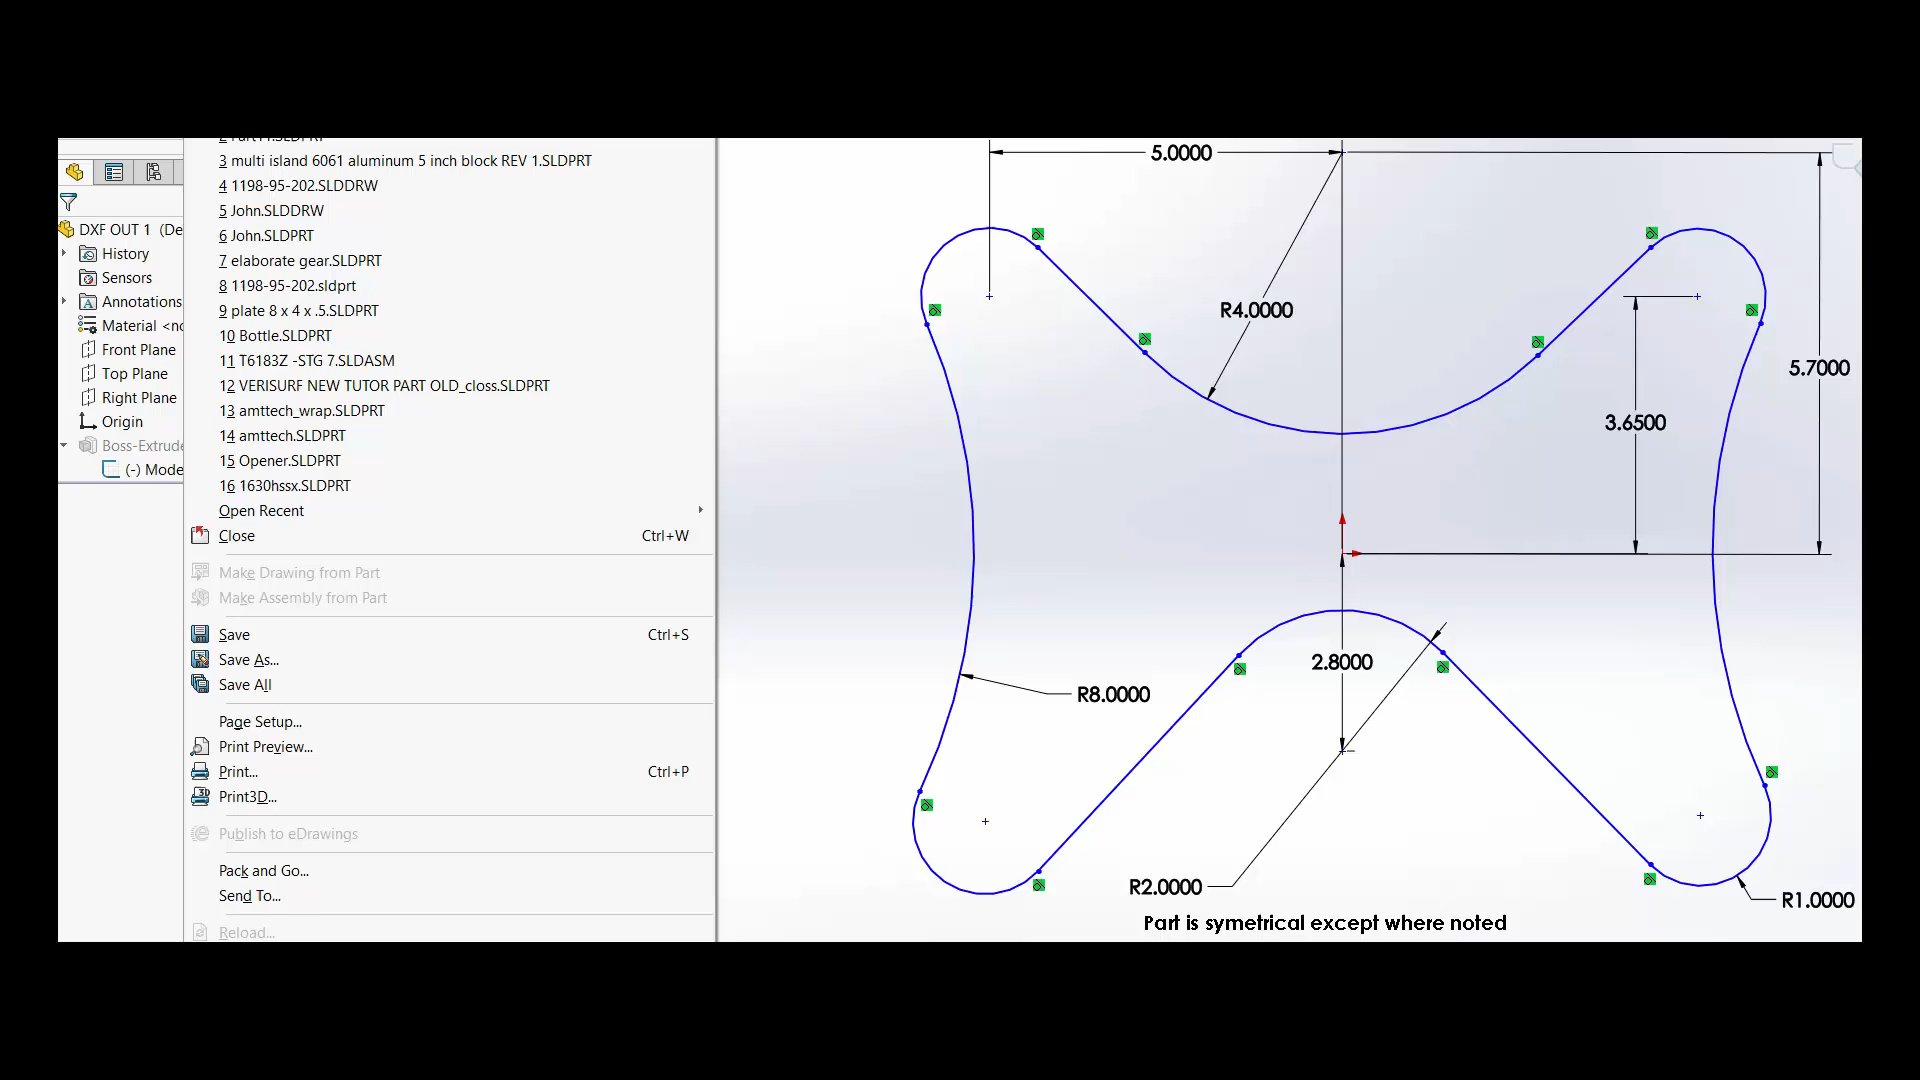 3 multi island 6061 aluminum 5 inch block REV 1.SLDPRT
4 1198-95-202.SLDDRW
5 John.SLDDRW
6 John.SLDPRT
7 elaborate gear.SLDPRT
8 1198-95-202.sldprt
9 plate 8 x 4 x .5.SLDPRT
10 Bottle.SLDPRT
11 T6183Z -STG 7.SLDASM
12 VERISURF NEW TUTOR PART OLD_closs.SLDPRT
13 amttech_wrap.SLDPRT
14 amttech.SLDPRT
15 Opener.SLDPRT
16 1630hssx.SLDPRT
Open Recent
Close Ctrl+W
Make Drawing from Part
Make Assembly from Part
Save Ctrl+S
Save As...
Save All
Page Setup...
Print Preview...
Print... Ctrl+P
Print3D...
Publish to eDrawings
Pack and Go...
Send To...
Reload...
DXF OUT 1 (De
History
Sensors
Annotations
Material <no
Front Plane
Top Plane
Right Plane
Origin
Boss-Extrude
(-) Mode
5.0000
R4.0000
5.7000
3.6500
2.8000
R8.0000
R2.0000
R1.0000
Part is symetrical except where noted